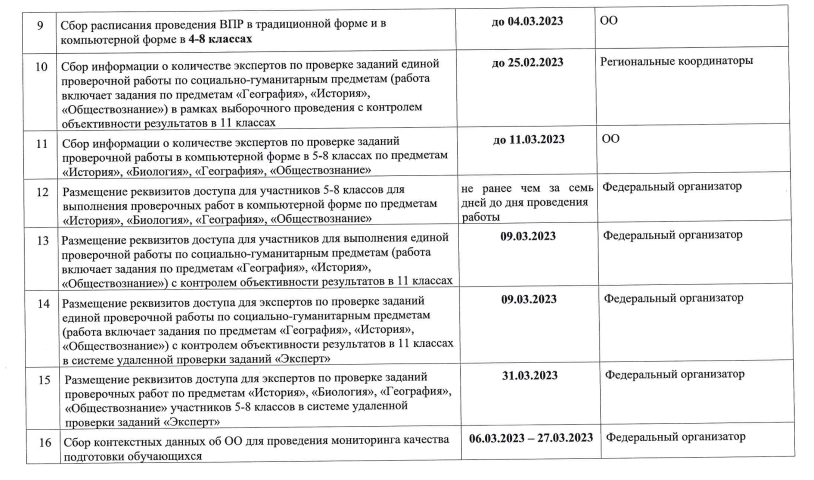 9 Сбор расписания проведения ВПР в традиционной форме и в до 04.03.2023 ОО
компьютерной форме в 4-8 классах
10 Сбор информации о количестве экспертов по проверке заданий единой до 25.02.2023 Региональные координаторы
проверочной работы по социально-гуманитарным предметам (работа
включает задания по предметам «География», «История»,
«Обществознание») в рамках выборочного проведения с контролем
объективности результатов в 11 классах
11 Сбор информации о количестве экспертов по проверке заданий до 11.03.2023 ОО
проверочной работы в компьютерной форме в 5-8 классах по предметам
«История», «Биология», «География», «Обществознание»
12 Размещение реквизитов доступа для участников 5-8 классов для не ранее чем за семь Федеральный организатор
выполнения проверочных работ в компьютерной форме по предметам дней до дня проведения
«История», «Биология», «География», «Обществознание» работы
13 Размещение реквизитов доступа для участников для выполнения единой 09.03.2023 Федеральный организатор
проверочной работы по социально-гуманитарным предметам (работа
включает задания по предметам «География», «История»,
«Обществознание») с контролем объективности результатов в 11 классах
14 Размещение реквизитов доступа для экспертов по проверке заданий 09.03.2023 Федеральный организатор
единой проверочной работы по социально-гуманитарным предметам
(работа включает задания по предметам «География», «История»,
«Обществознание») с контролем объективности результатов в 11 классах
в системе удаленной проверки заданий «Эксперт»
15 Размещение реквизитов доступа для экспертов по проверке заданий 31.03.2023 Федеральный организатор
проверочных работ по предметам «История», «Биология», «География»,
«Обществознание» участников 5-8 классов в системе удаленной
проверки заданий «Эксперт»
16 Сбор контекстных данных об ОО для проведения мониторинга качества 06.03.2023 – 27.03.2023 Федеральный организатор
подготовки обучающихся